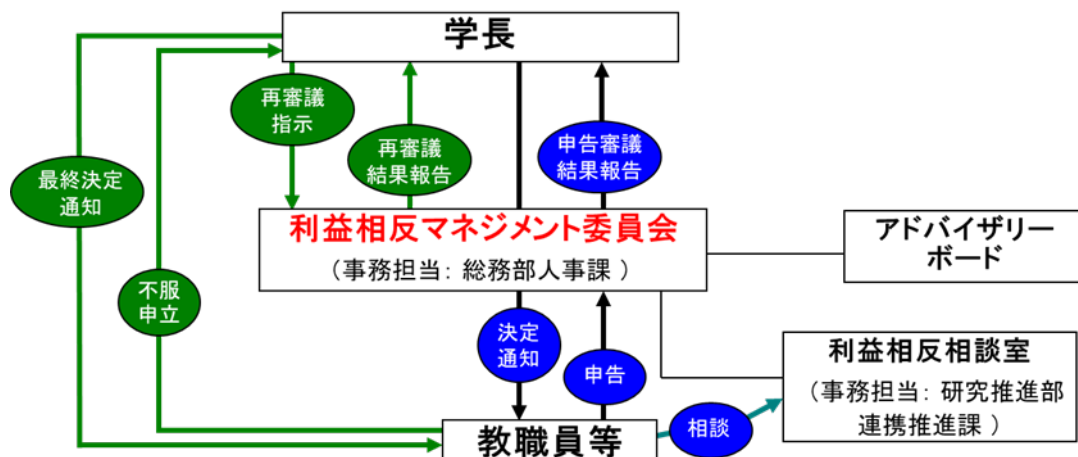 学長
再審議
指示
再審議
結果報告
申告審議
結果報告
最終決定
通知
利益相反マネジメント委員会
（事務担当：総務部人事課）
アドバイザリー
ボード
不服
申立
決定
通知
申告
利益相反相談室
（事務担当：研究推進部
連携推進課）
相談
教職員等